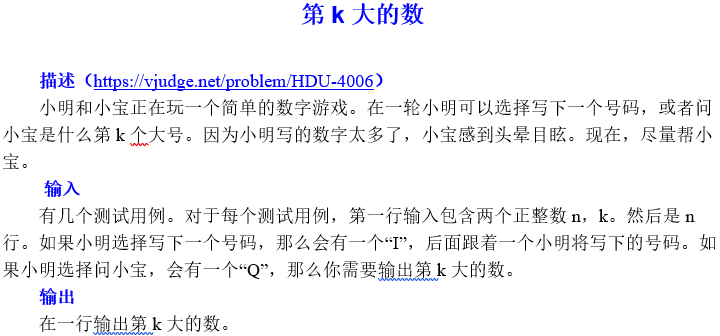 第 k 大的数
描述（https://vjudge.net/problem/HDU-4006）
小明和小宝正在玩一个简单的数字游戏。在一轮小明可以选择写下一个号码，或者问
小宝是什么第 k 个大号。因为小明写的数字太多了，小宝感到头晕目眩。现在，尽量帮小
宝。
输入
有几个测试用例。对于每个测试用例，第一行输入包含两个正整数 n，k。然后是 n
行。如果小明选择写下一个号码，那么会有一个“I”，后面跟着一个小明将写下的号码。如
果小明选择问小宝，会有一个“Q”，那么你需要输出第 k 大的数。
输出
在一行输出第 k 大的数。